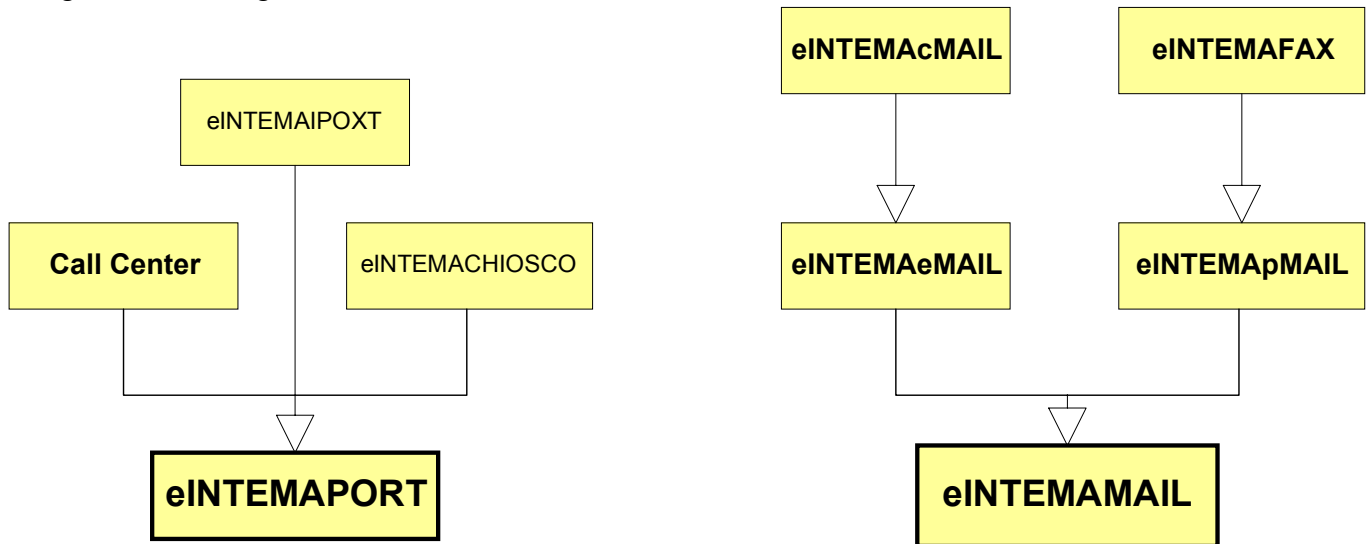 eINTEMAIPOXT
Call Center
eINTEMACHIOSCO
eINTEMAPORT
eINTEMAcMAIL
eINTEMAFAX
eINTEMAeMAIL
eINTEMApMAIL
eINTEMAMAIL